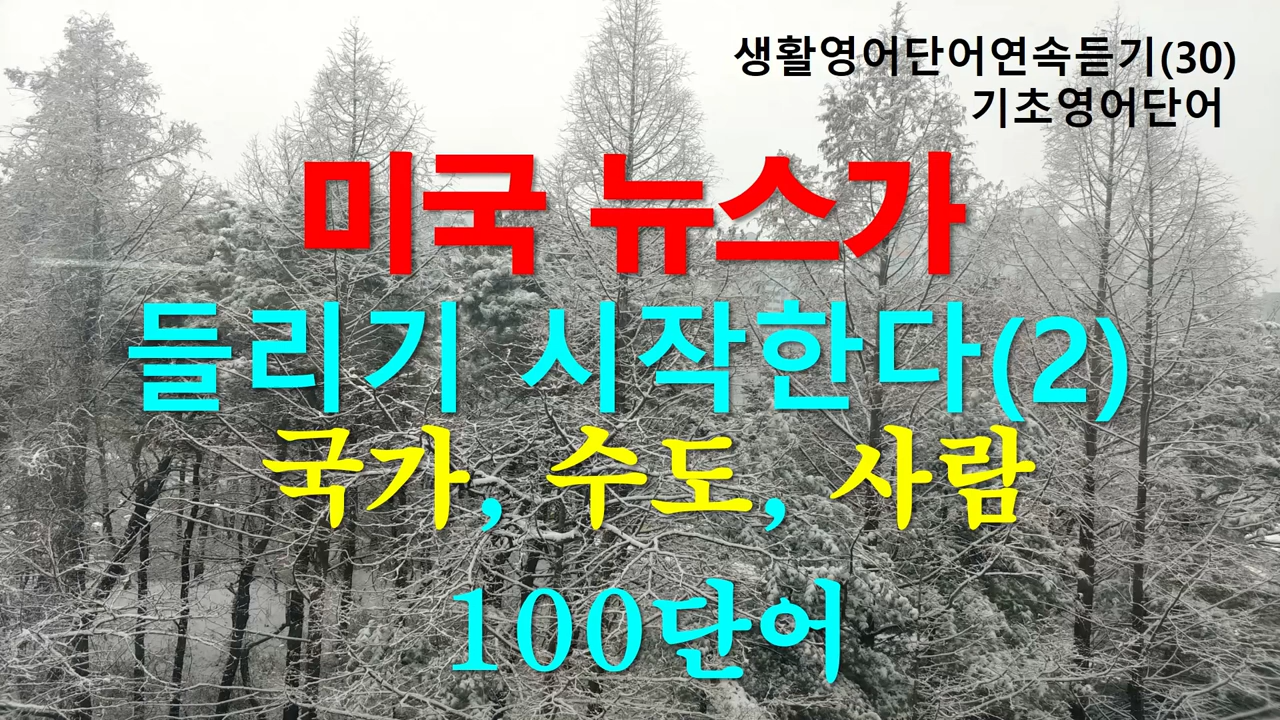 생활영어단어연속듣기(30)
기초영어단어
미국 뉴스가
들리기 시작한다(2)
국가, 수도, 사람
100단어